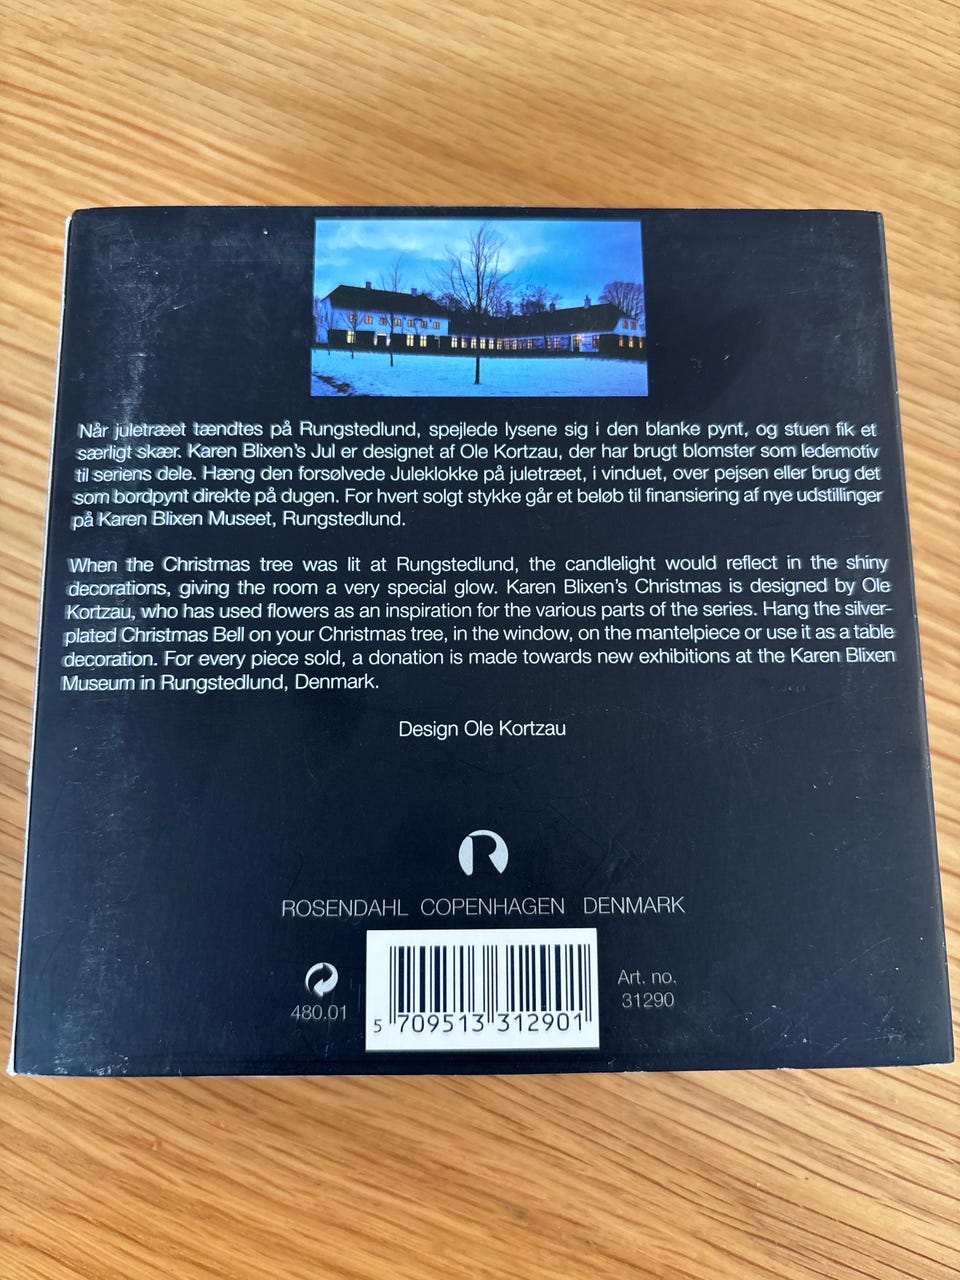 Når juletræet tændtes på Rungstedlund, spejlede lysene sig i den blanke pynt, og stuen fik et
særligt skær. Karen Blixen's Jul er designet af Ole Kortzau, der har brugt blomster som ledemotiv
til seriens dele. Hæng den forsølvede Juleklokke på juletræet, i vinduet, over pejsen eller brug det
som bordpynt direkte på dugen. For hvert solgt stykke går et beløb til finansiering af nye udstillinger
på Karen Blixen Museet, Rungstedlund.
When the Christmas tree was lit at Rungstedlund, the candlelight would reflect in the shiny
decorations, giving the room a very special glow. Karen Blixen's Christmas is designed by Ole
Kortzau, who has used flowers as an inspiration for the various parts of the series. Hang the silver-
plated Christmas Bell on your Christmas tree, in the window, on the mantelpiece or use it as a table
decoration. For every piece sold, a donation is made towards new exhibitions at the Karen Blixen
Museum in Rungstedlund, Denmark.
Design Ole Kortzau
R
ROSENDAHL COPENHAGEN DENMARK
480,01
5 709513 312901
Art. no.
31290